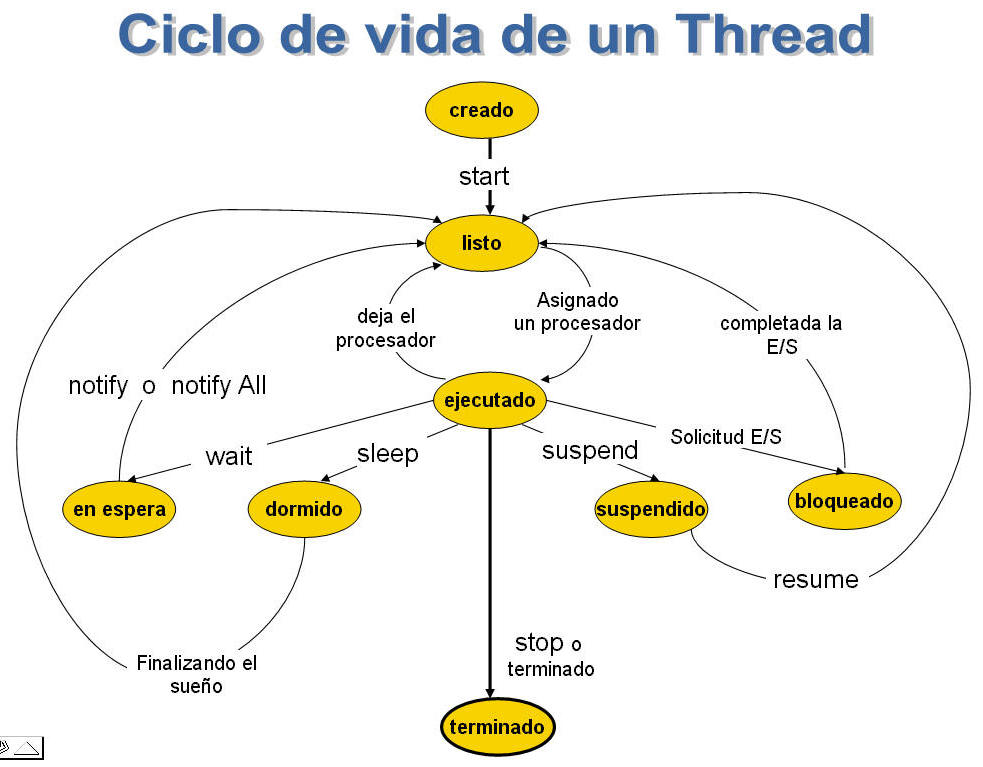 Ciclo de vida de un Thread
creado
start
listo
deja el
procesador
Asignado
un procesador
completada la
E/S
notify o notify All
ejecutado
wait
sleep
suspend
Solicitud E/S
en espera
dormido
suspendido
bloqueado
resume
Finalizando el
sueño
stop o
terminado
terminado